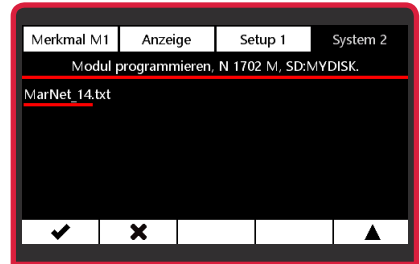 Merkmal M1 Anzeige Setup 1 System 2
Modul programmieren, N 1702 M, SD:MYDISK.
MarNet_14.txt